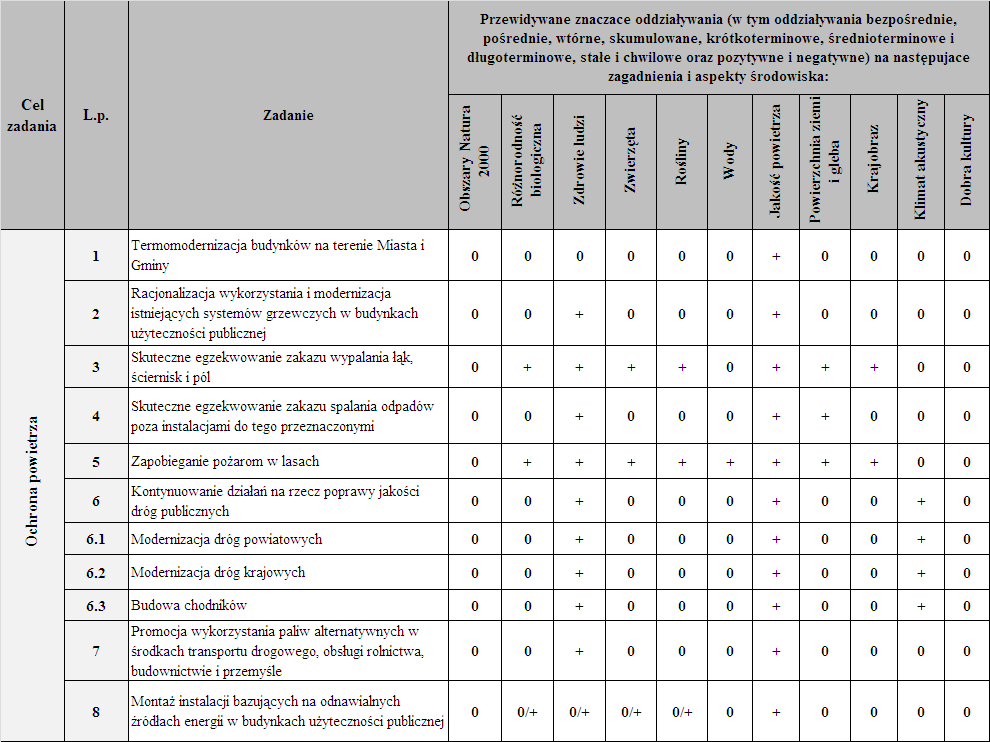 Przewidywane znaczace oddziaływania (w tym oddziaływania bezpośrednie,
pośrednie, wtórne, skumulowane, krótkoterminowe, średnioterminowe i
długoterminowe, stałe i chwilowe oraz pozytywne i negatywne) na następujace
zagadnienia i aspekty środowiska:
Cel
zadania
L.p.
Zadanie
Obszary Natura
2000
Różnorodność
biologiczna
Zdrowie ludzi
Zwierzęta
Rośliny
Wody
Jakość powietrza
Powierzchnia ziemi
i gleba
Krajobraz
Klimat akustyczny
Dobra kultury
Ochrona powietrza
1
Termomodernizacja budynków na terenie Miasta i
Gminy
0 0 0 0 0 0 + 0 0 0 0
2
Racjonalizacja wykorzystania i modernizacja
istniejących systemów grzewczych w budynkach
użyteczności publicznej
0 0 + 0 0 0 + 0 0 0 0
3
Skuteczne egzekwowanie zakazu wypalania łąk,
ściernisk i pól
0 + + + + 0 + + + 0 0
4
Skuteczne egzekwowanie zakazu spalania odpadów
poza instalacjami do tego przeznaczonymi
0 0 + 0 0 0 + + 0 0 0
5
Zapobieganie pożarom w lasach
0 + + + + + + + + 0 0
6
Kontynuowanie działań na rzecz poprawy jakości
dróg publicznych
0 0 + 0 0 0 + 0 0 + 0
6.1 Modernizacja dróg powiatowych 0 0 + 0 0 0 + 0 0 + 0
6.2 Modernizacja dróg krajowych 0 0 + 0 0 0 + 0 0 + 0
6.3 Budowa chodników 0 0 + 0 0 0 + 0 0 + 0
7
Promocja wykorzystania paliw alternatywnych w
środkach transportu drogowego, obsługi rolnictwa,
budownictwie i przemyśle
0 0 + 0 0 0 + 0 0 0 0
8
Montaż instalacji bazujących na odnawialnych
źródłach energii w budynkach użyteczności publicznej
0 0/+ 0/+ 0/+ 0/+ 0 + 0 0 0 0